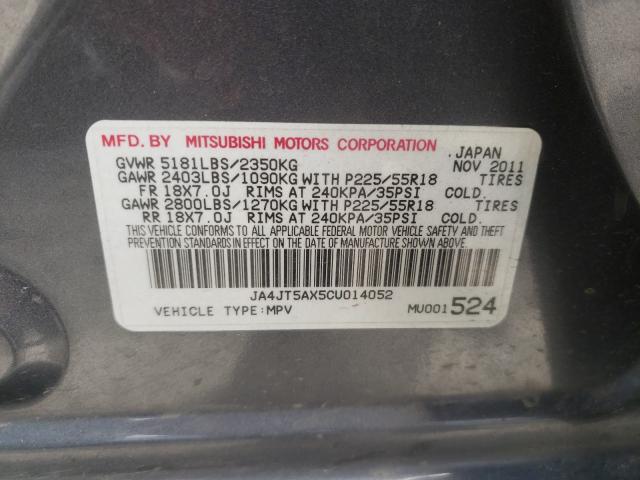 MFD. BY MITSUBISHI MOTORS CORPORATION , JAPAN
GVWR 5181LBS/2350KG NOV 2011
GAWR 2403LBS/1090KG WITH P225/55R18 TIRES
FR 18X7.0J RIMS AT 240KPA/35PSI COLD.
GAWR 2800LBS/1270KG WITH P225/55R18 TIRES
RR 18X7.0J RIMS AT 240KPA/35PSI COLD.
THIS VEHICLE CONFORMS TO ALL APPLICABLE FEDERAL MOTOR VEHICLE SAFETY AND THEFT
PREVENTION STANDARDS IN EFFECT ON THE DATE OF MANUFACTURE SHOWN ABOVE.
JA4JT5AX5CU014052
VEHICLE TYPE:MPV MU001524